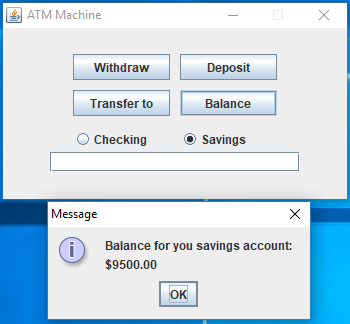 ATM Machine
Withdraw Deposit
Transfer to Balance
Checking Savings
Message
Balance for you savings account:
$9500.00
OK